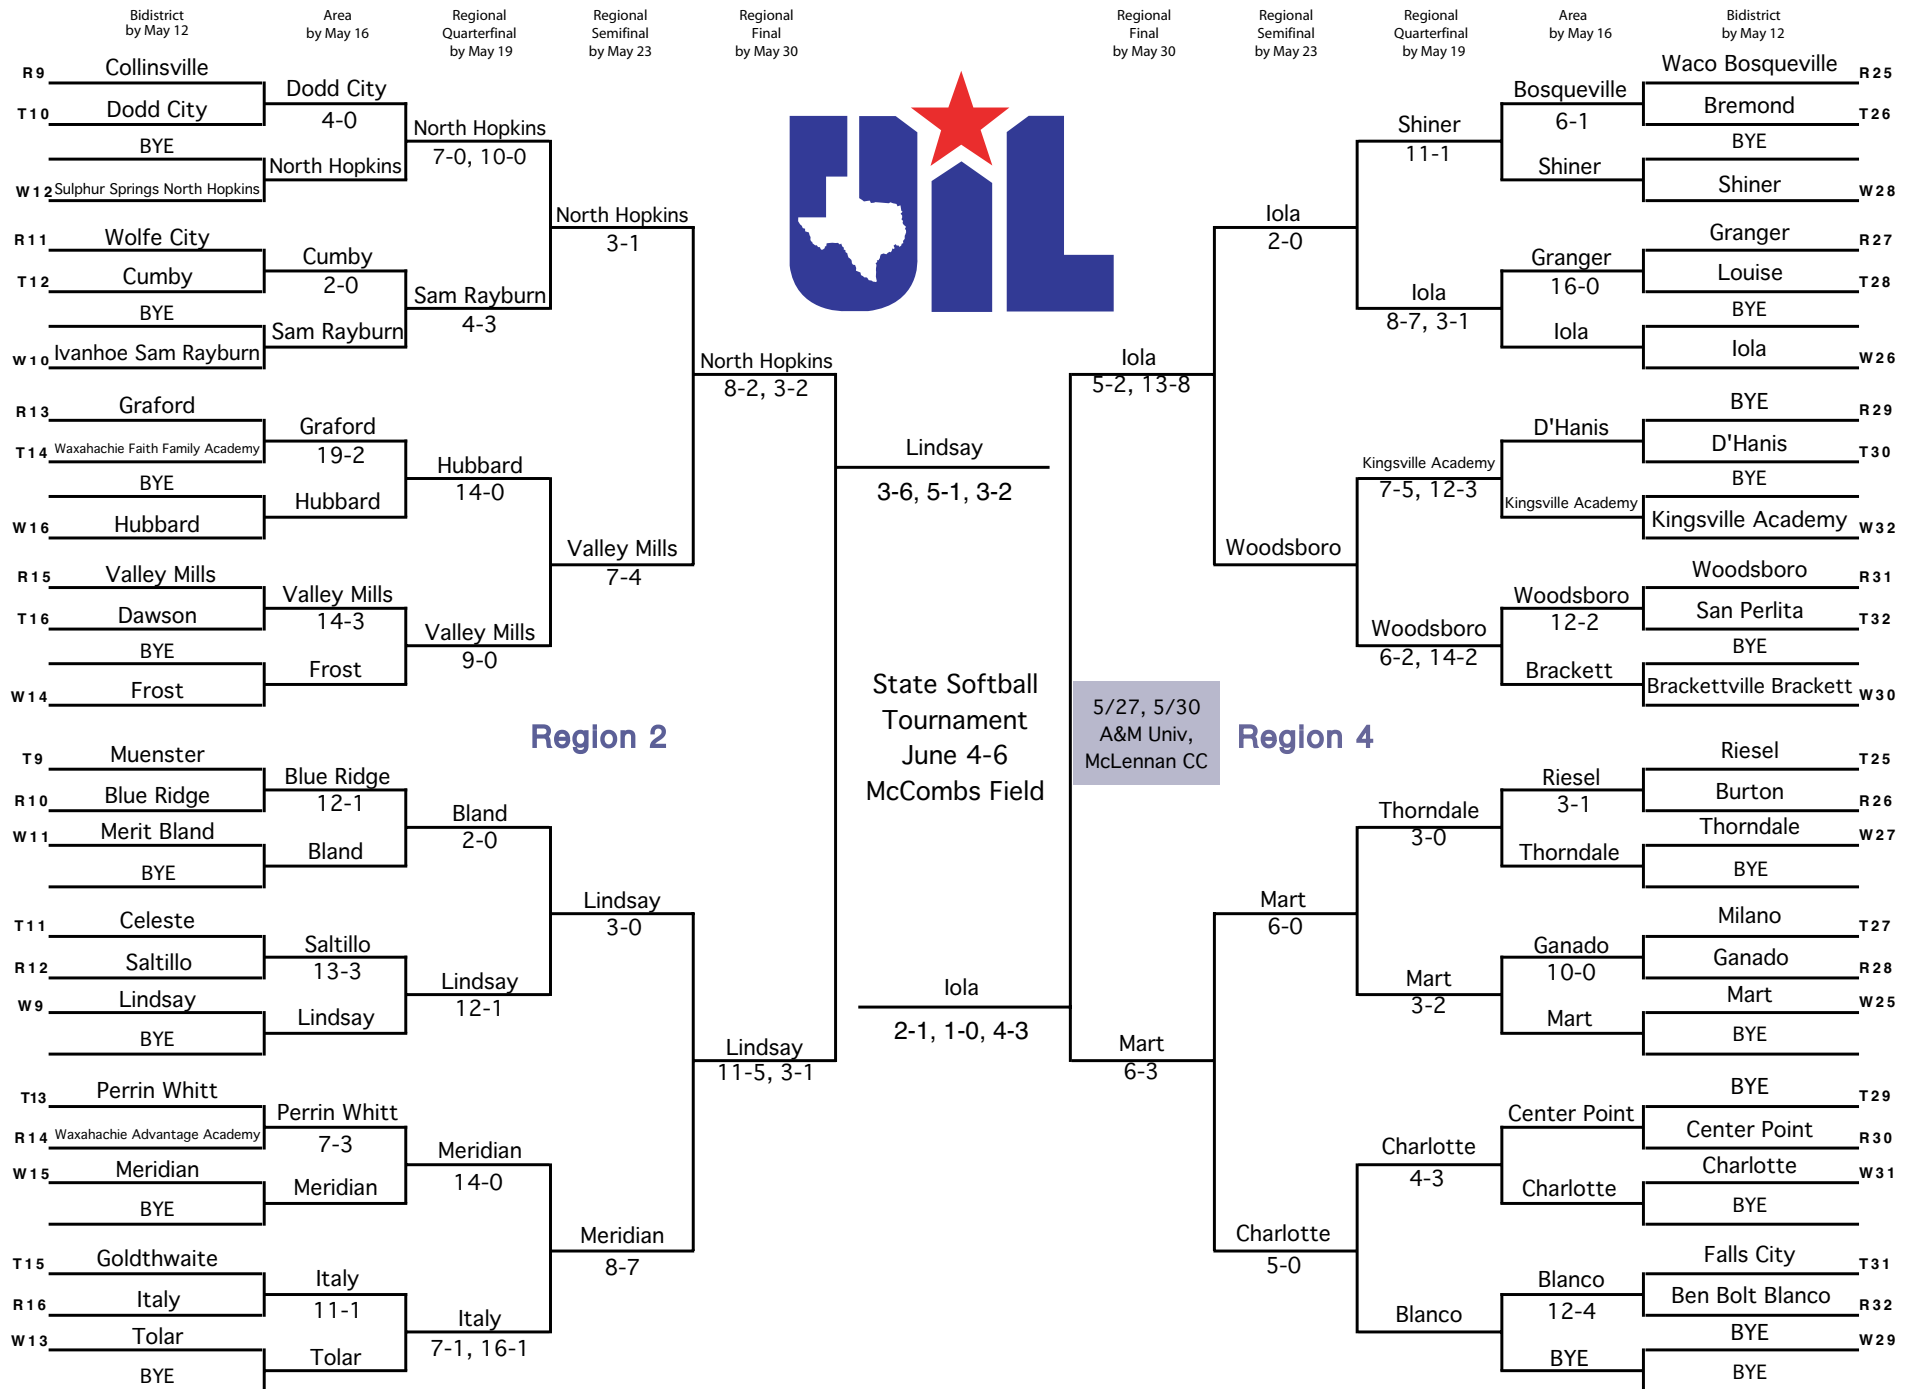 Bidistrict
by May 12
Area
by May 16
Regional
Quarterfinal
by May 19
Regional
Semifinal
by May 23
Regional
Final
by May 30
Regional
Final
by May 30
Regional
Semifinal
by May 23
Regional
Quarterfinal
by May 19
Area
by May 16
Bidistrict
by May 12
R9 Collinsville
T10 Dodd City
BYE
W12 Sulphur Springs North Hopkins
R11 Wolfe City
T12 Cumby
BYE
W10 Ivanhoe Sam Rayburn
R13 Graford
T14 Waxahachie Faith Family Academy
BYE
W16 Hubbard
R15 Valley Mills
T16 Dawson
BYE
W14 Frost
T9 Muenster
R10 Blue Ridge
W11 Merit Bland
BYE
T11 Celeste
R12 Saltillo
W9 Lindsay
BYE
T13 Perrin Whitt
R14 Waxahachie Advantage Academy
W15 Meridian
BYE
T15 Goldthwaite
R16 Italy
W13 Tolar
BYE
Dodd City
4-0
North Hopkins
Cumby
2-0
Sam Rayburn
Graford
19-2
Hubbard
Valley Mills
14-3
Frost
Blue Ridge
12-1
Bland
Saltillo
13-3
Lindsay
Perrin Whitt
7-3
Meridian
Italy
11-1
Tolar
North Hopkins
7-0, 10-0
Sam Rayburn
4-3
Hubbard
14-0
Valley Mills
9-0
Bland
2-0
Lindsay
12-1
Meridian
14-0
Italy
7-1, 16-1
North Hopkins
3-1
Valley Mills
7-4
Region 2
Lindsay
3-0
Meridian
8-7
North Hopkins
8-2, 3-2
Lindsay
11-5, 3-1
UIL
Lindsay
3-6, 5-1, 3-2
State Softball
Tournament
June 4-6
McCombs Field
Iola
2-1, 1-0, 4-3
Iola
5-2, 13-8
5/27, 5/30
A&M Univ,
McLennan CC
Mart
6-3
Iola
2-0
Woodsboro
Region 4
Mart
6-0
Charlotte
5-0
Shiner
11-1
Iola
8-7, 3-1
Kingsville Academy
7-5, 12-3
Woodsboro
6-2, 14-2
Thorndale
3-0
Mart
3-2
Charlotte
4-3
Blanco
Bosqueville
6-1
Shiner
Granger
16-0
Iola
D'Hanis
Kingsville Academy
Woodsboro
12-2
Brackett
Riesel
3-1
Thorndale
Ganado
10-0
Mart
Center Point
Charlotte
Blanco
12-4
BYE
Waco Bosqueville R25
Bremond T26
BYE
Shiner W28
Granger R27
Louise T28
BYE
Iola W26
BYE R29
D'Hanis T30
BYE
Kingsville Academy W32
Woodsboro R31
San Perlita T32
BYE
Brackettville Brackett W30
Riesel T25
Burton R26
Thorndale W27
BYE
Milano T27
Ganado R28
Mart W25
BYE
BYE T29
Center Point R30
Charlotte W31
BYE
Falls City T31
Ben Bolt Blanco R32
BYE W29
BYE